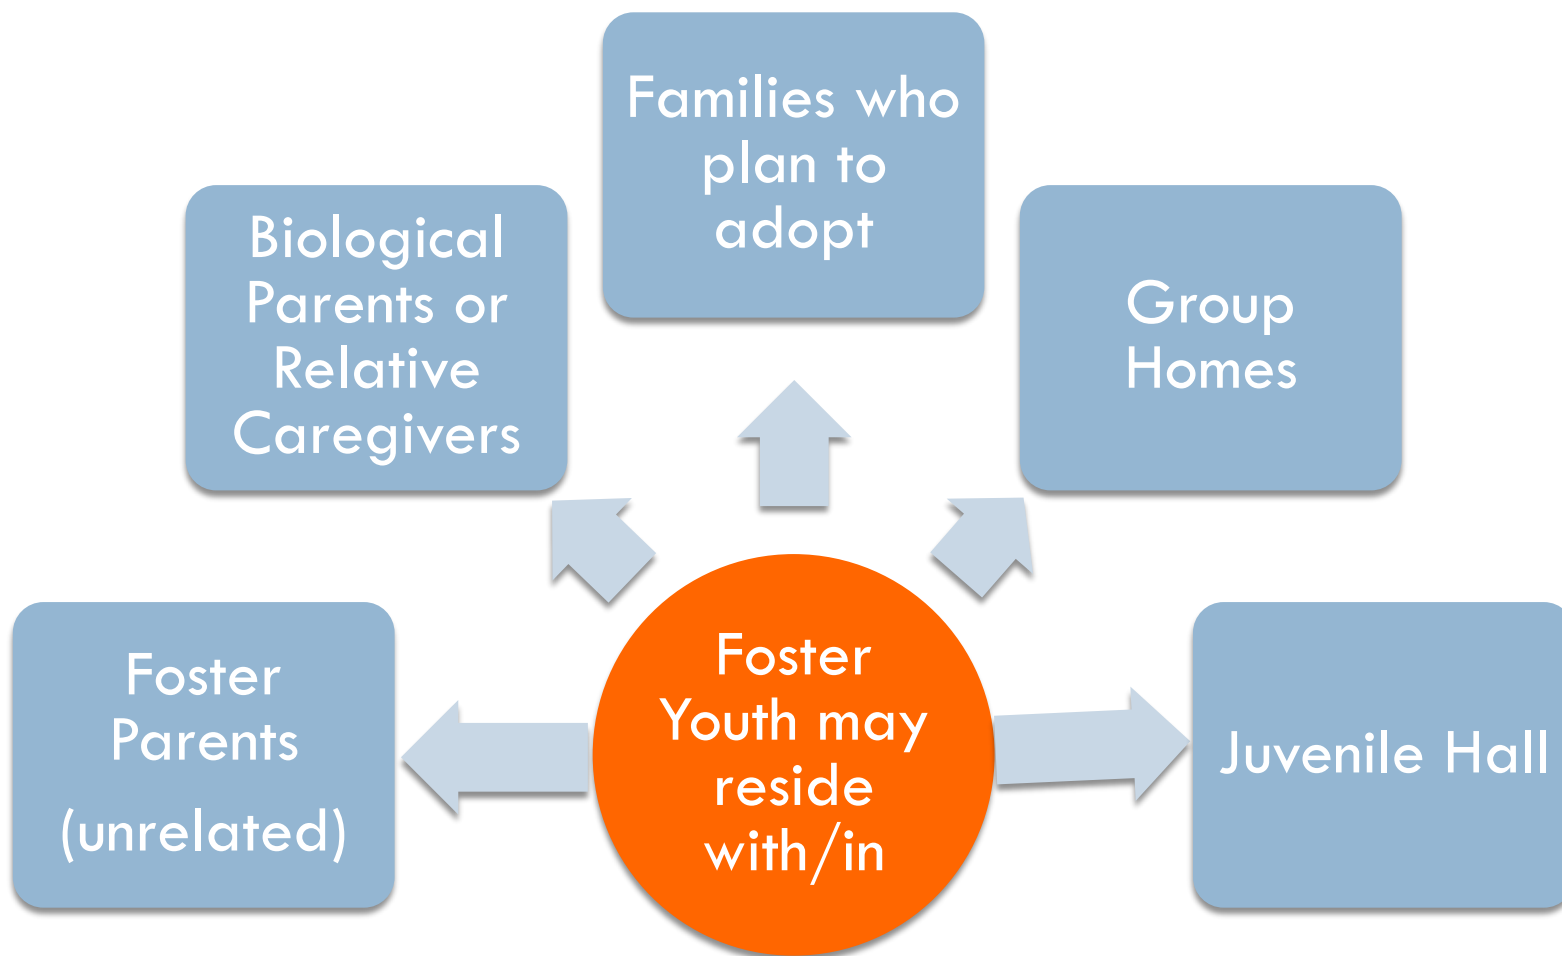 Families who
plan to
adopt
Biological
Parents or
Relative
Caregivers
Group
Homes
Foster
Parents
(unrelated)
Foster
Youth may
reside
with/in
Juvenile Hall